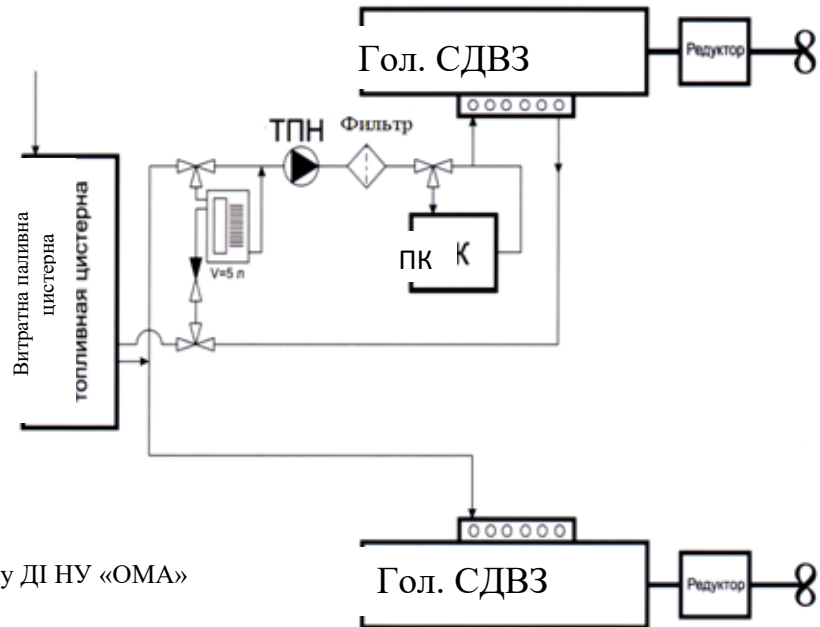 Гол. СДВЗ
Редуктор
ТПН
Фильтр
V=5 л
ПК
К
Витратна паливна
цистерна
топливная цистерна
у ДІ НУ «ОМА»
Гол. СДВЗ
Редуктор